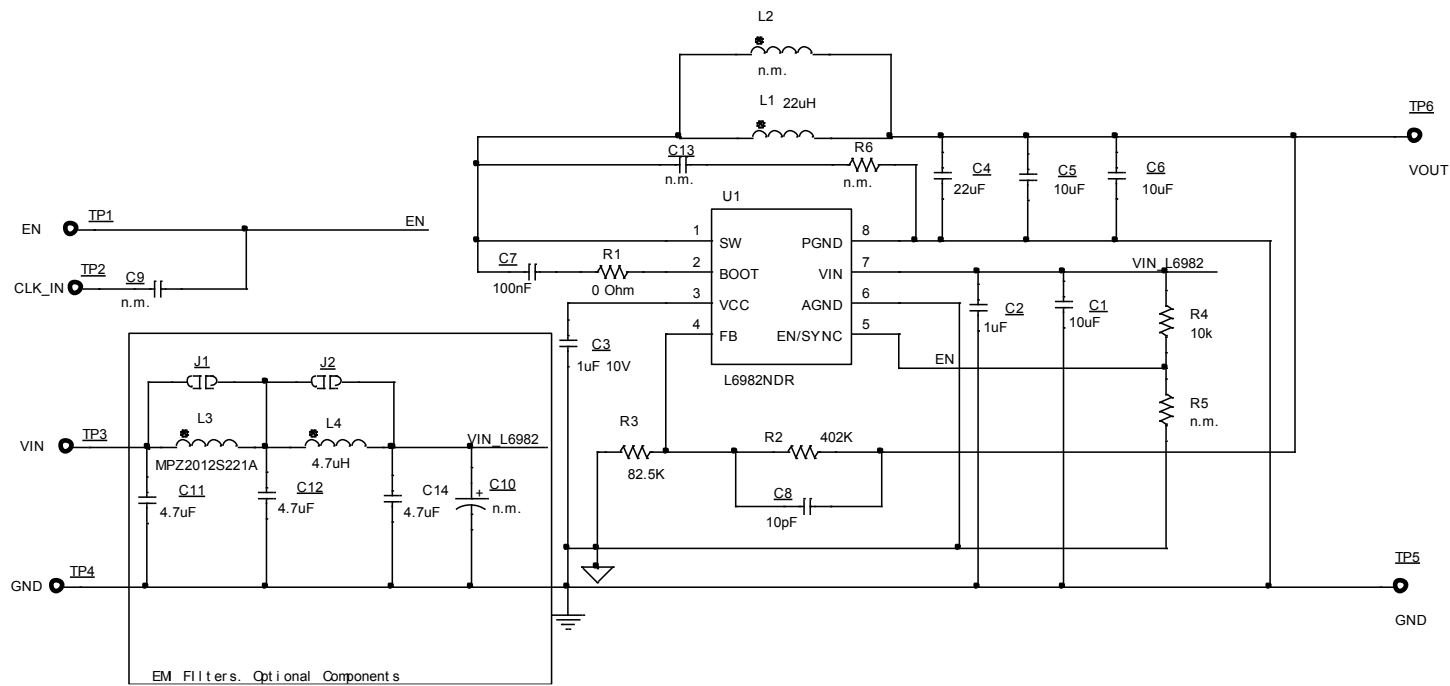 L2
n.m.
L1 22uH
TP6
VOUT
C13
n.m.
R6
n.m.
C4
22uF
C5
10uF
C6
10uF
U1
EN
TP1
EN
TP2
CLK_IN
C9
n.m.
1
SW
PGND
8
C7
100nF
R1
0 Ohm
2
BOOT
VIN
7
VIN_L6982
3
VCC
AGND
6
4
FB
EN/SYNC
5
L6982NDR
C3
1uF 10V
C2
1uF
C1
10uF
R4
10k
EN
R5
n.m.
J1
J2
L3
L4
VIN
TP3
MPZ2012S221A
4.7uH
VIN_L6982
C11
4.7uF
C12
4.7uF
C14
4.7uF
C10
+
n.m.
R3
82.5K
R2
402K
C8
10pF
GND
TP4
TP5
GND
EMI FIlters. Optional Components